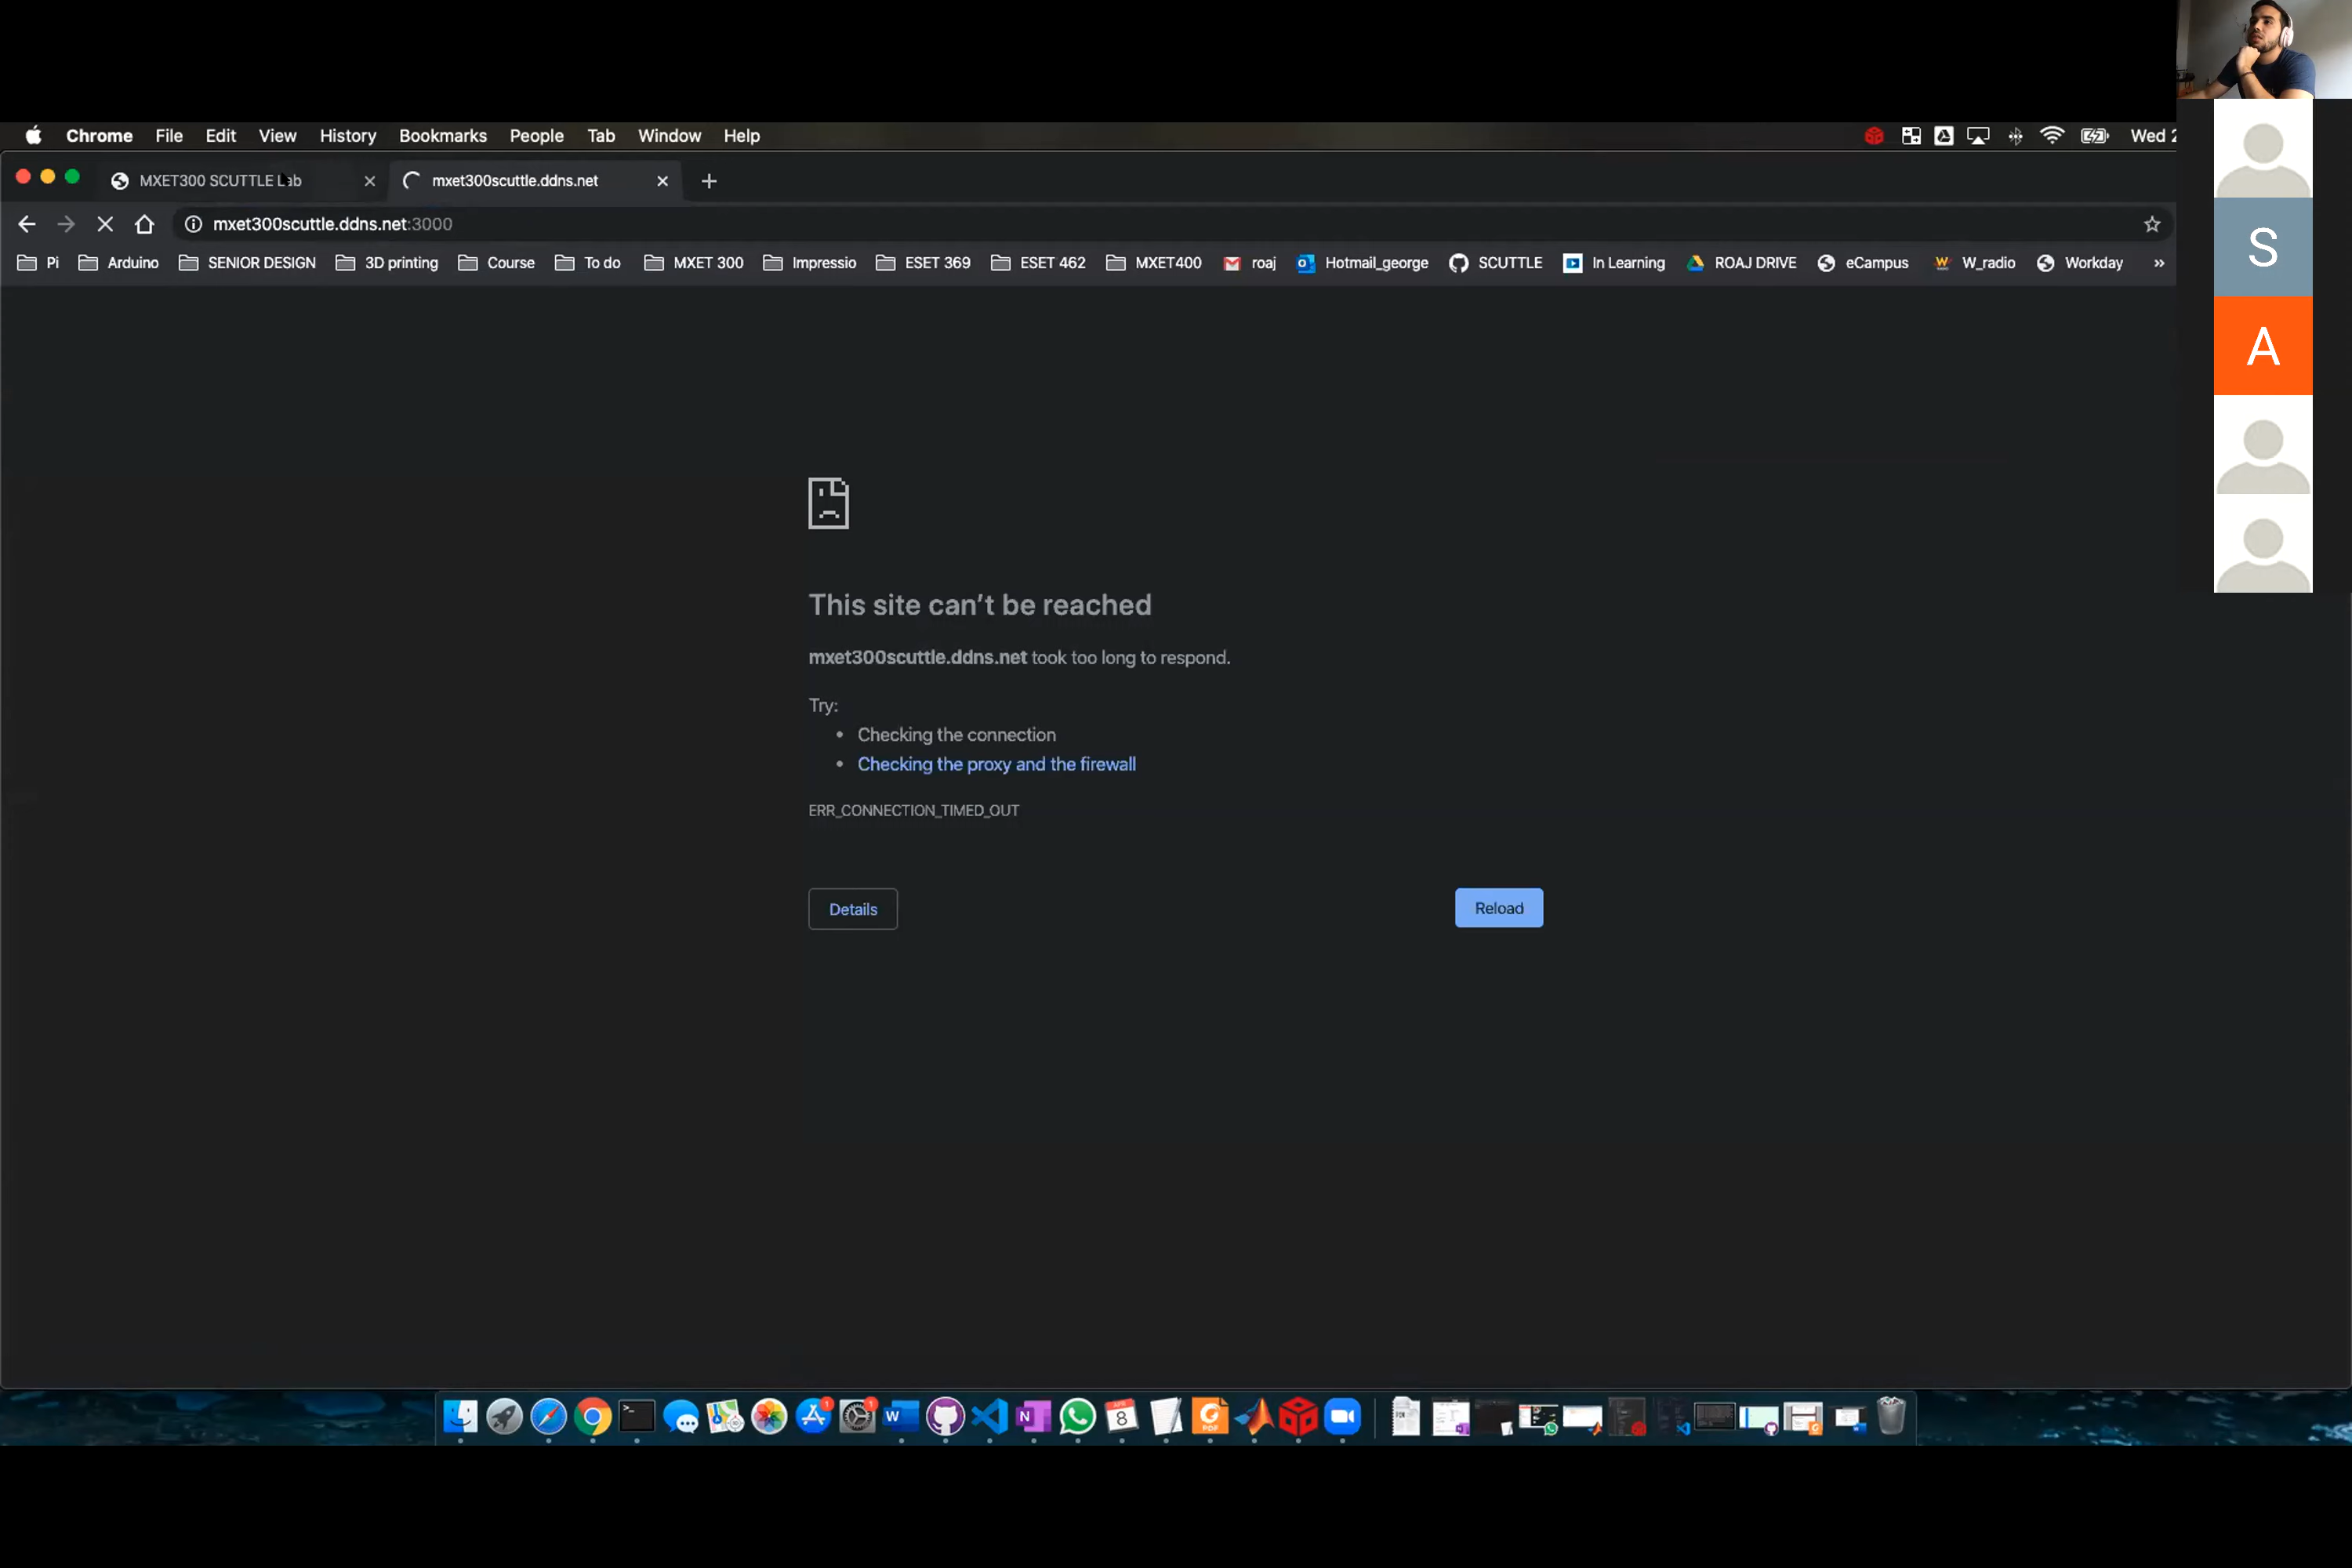 Chrome File Edit View History Bookmarks People Tab Window Help Wed 2
MXET300 SCUTTLE Lab mxet300scuttle.ddns.net
mxet300scuttle.ddns.net:3000
Pi Arduino SENIOR DESIGN 3D printing Course To do MXET 300 Impressio ESET 369 ESET 462 MXET400 roaj Hotmail_george SCUTTLE In Learning ROAJ DRIVE eCampus W_radio Workday »
S
A
This site can’t be reached
mxet300scuttle.ddns.net took too long to respond.
Try:
• Checking the connection
• Checking the proxy and the firewall
ERR_CONNECTION_TIMED_OUT
Details Reload